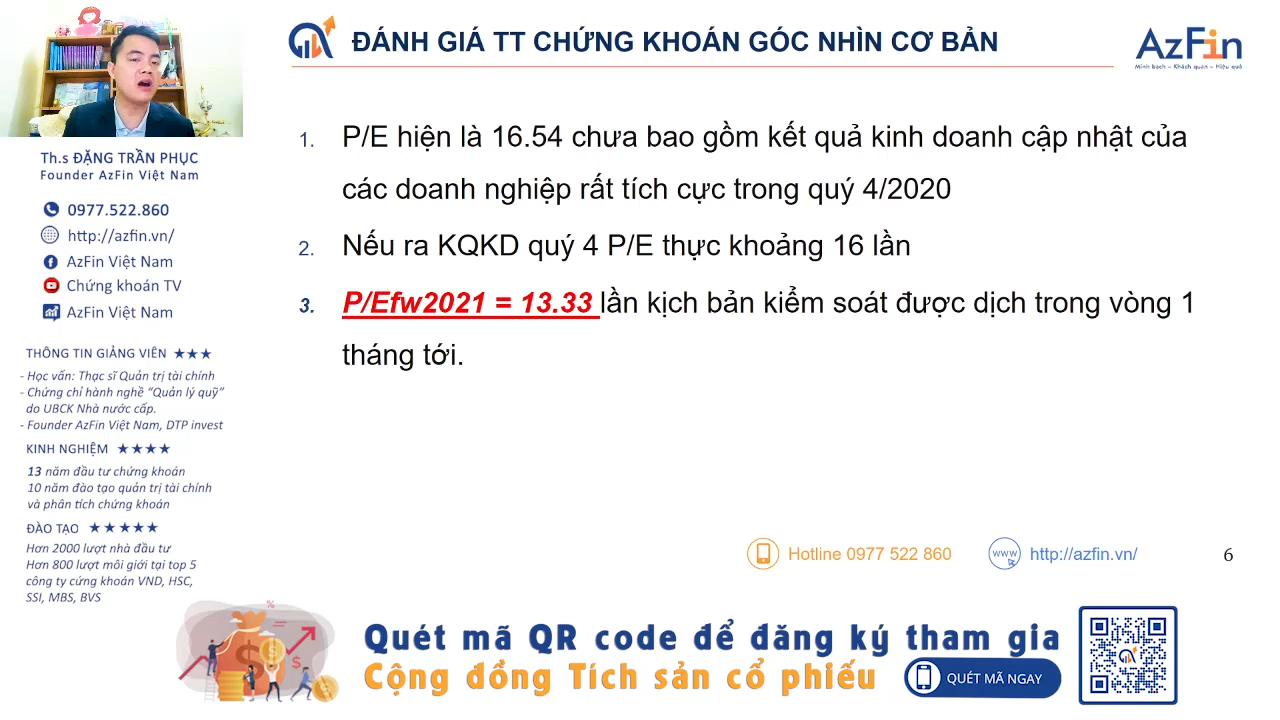 ĐÁNH GIÁ TT CHỨNG KHOÁN GÓC NHÌN CƠ BẢN
AzFin
Minh bạch – Khách quan – Hiệu quả
1. P/E hiện là 16.54 chưa bao gồm kết quả kinh doanh cập nhật của
các doanh nghiệp rất tích cực trong quý 4/2020
2. Nếu ra KQKD quý 4 P/E thực khoảng 16 lần
3. P/Efw2021 = 13.33 lần kịch bản kiểm soát được dịch trong vòng 1
tháng tới.
Th.s ĐẶNG TRẦN PHỤC
Founder AzFin Việt Nam
0977.522.860
http://azfin.vn/
AzFin Việt Nam
Chứng khoán TV
AzFin Việt Nam
THÔNG TIN GIẢNG VIÊN ★★★
- Học vấn: Thạc sĩ Quản trị tài chính
- Chứng chỉ hành nghề “Quản lý quỹ”
do UBCK Nhà nước cấp.
- Founder AzFin Việt Nam, DTP invest
KINH NGHIỆM ★★★★
13 năm đầu tư chứng khoán
10 năm đào tạo quản trị tài chính
và phân tích chứng khoán
ĐÀO TẠO ★★★★★
Hơn 2000 lượt nhà đầu tư
Hơn 800 lượt môi giới tại top 5
công ty cứng khoán VND, HSC,
SSI, MBS, BVS
Hotline 0977 522 860
www
http://azfin.vn/
6
Quét mã QR code để đăng ký tham gia
Cộng đồng Tích sản cổ phiếu
QUÉT MÃ NGAY